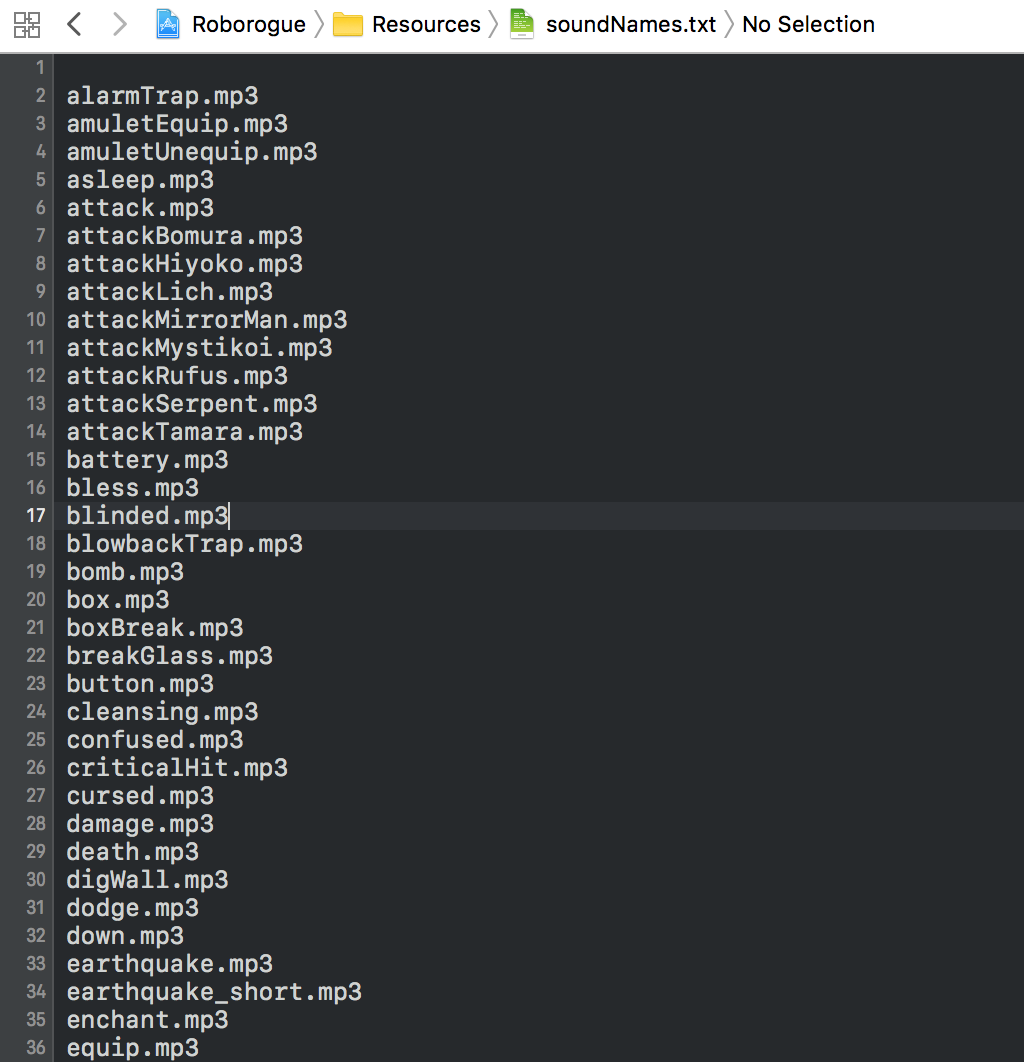 Roborogue Resources soundNames.txt No Selection
1
2 alarmTrap.mp3
3 amuletEquip.mp3
4 amuletUnequip.mp3
5 asleep.mp3
6 attack.mp3
7 attackBomura.mp3
8 attackHiyoko.mp3
9 attackLich.mp3
10 attackMirrorMan.mp3
11 attackMystikoi.mp3
12 attackRufus.mp3
13 attackSerpent.mp3
14 attackTamara.mp3
15 battery.mp3
16 bless.mp3
17 blinded.mp3
18 blowbackTrap.mp3
19 bomb.mp3
20 box.mp3
21 boxBreak.mp3
22 breakGlass.mp3
23 button.mp3
24 cleansing.mp3
25 confused.mp3
26 criticalHit.mp3
27 cursed.mp3
28 damage.mp3
29 death.mp3
30 digWall.mp3
31 dodge.mp3
32 down.mp3
33 earthquake.mp3
34 earthquake_short.mp3
35 enchant.mp3
36 equip.mp3